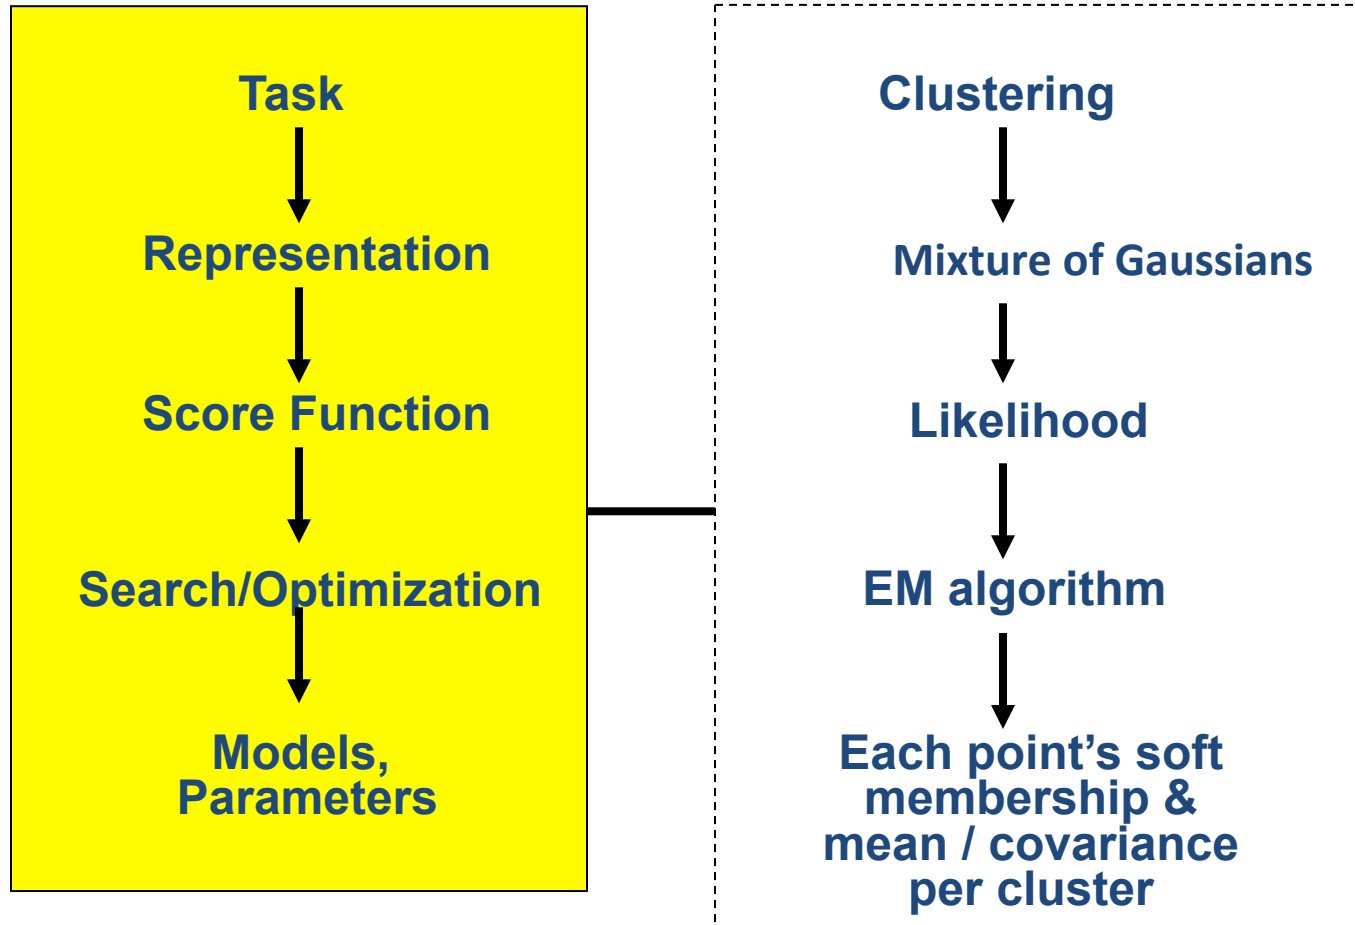 Task
Representation
Score Function
Search/Optimization
Models,
Parameters
Clustering
Mixture of Gaussians
Likelihood
EM algorithm
Each point’s soft
membership &
mean / covariance
per cluster